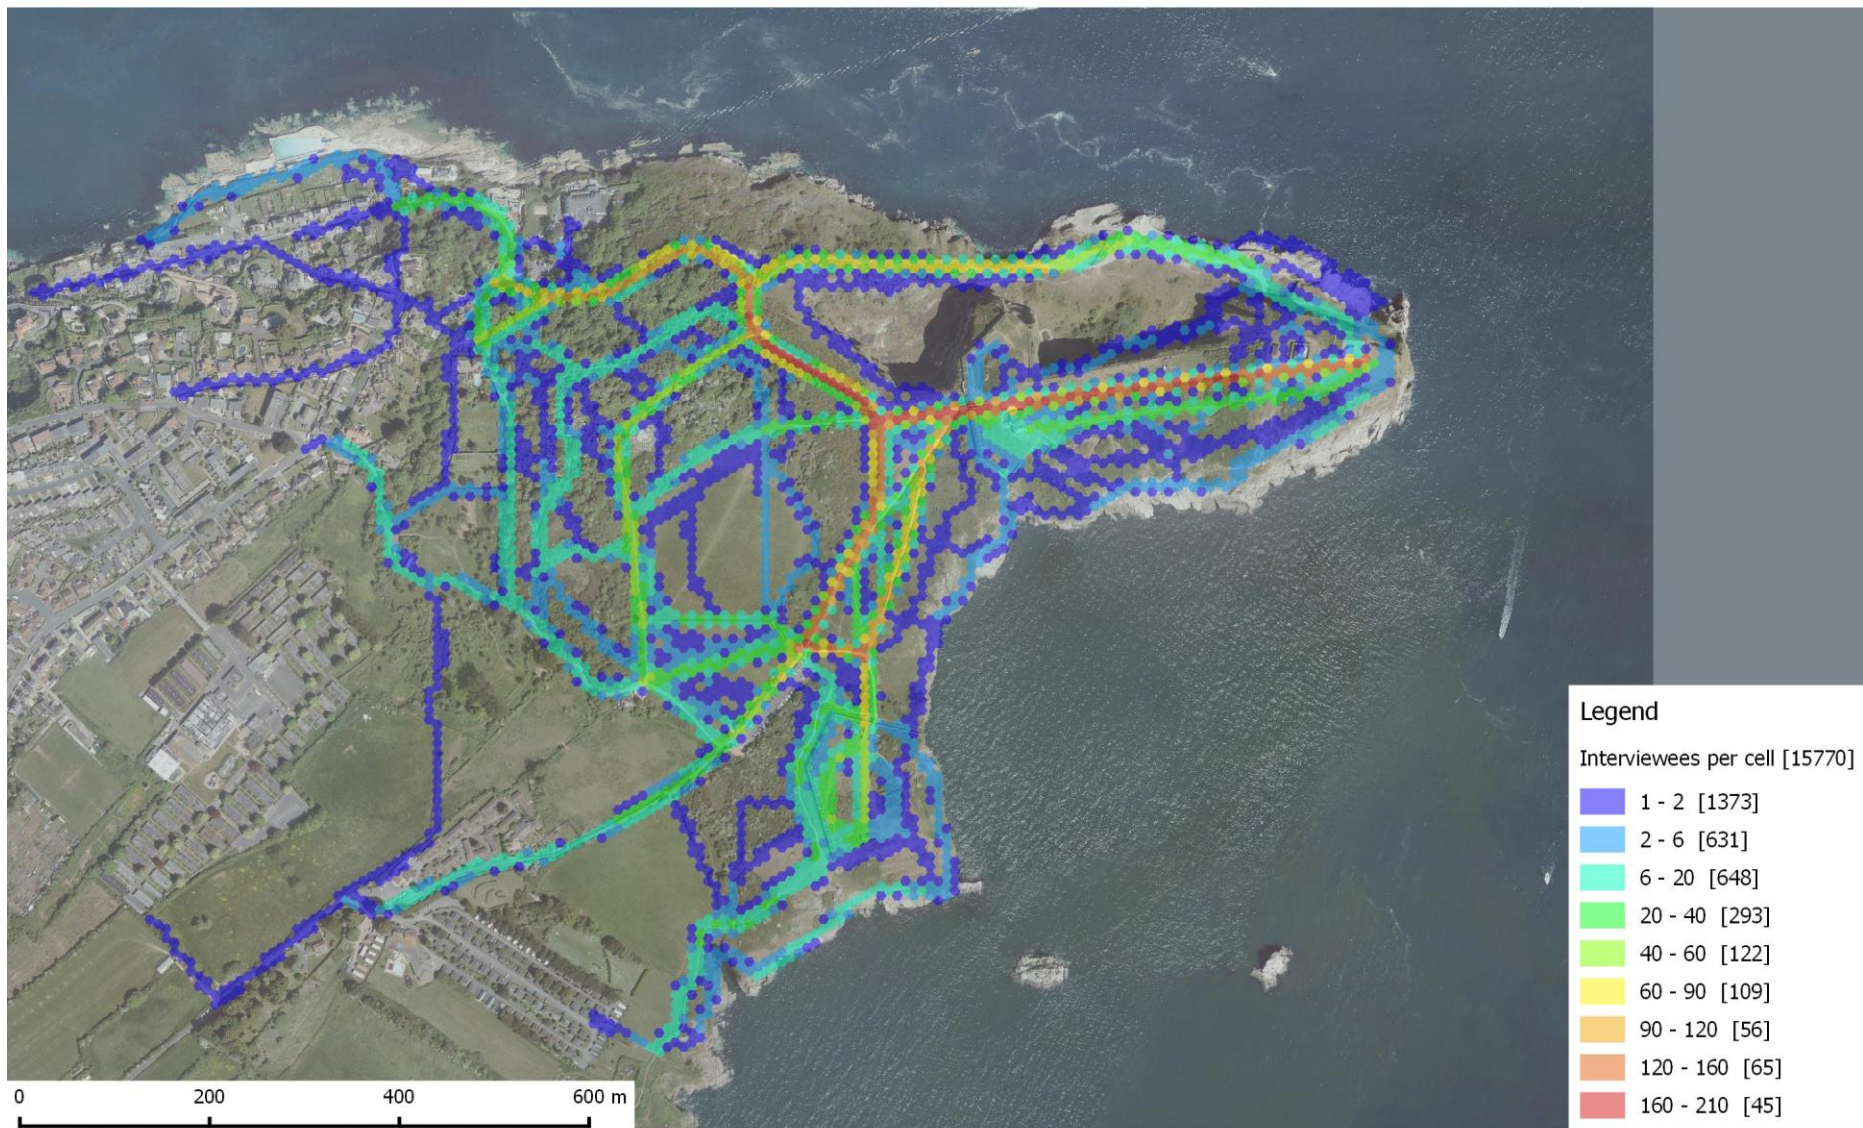 Legend
Interviewees per cell [15770]
1 - 2 [1373]
2 - 6 [631]
6 - 20 [648]
20 - 40 [293]
40 - 60 [122]
60 - 90 [109]
90 - 120 [56]
120 - 160 [65]
160 - 210 [45]
0 200 400 600 m